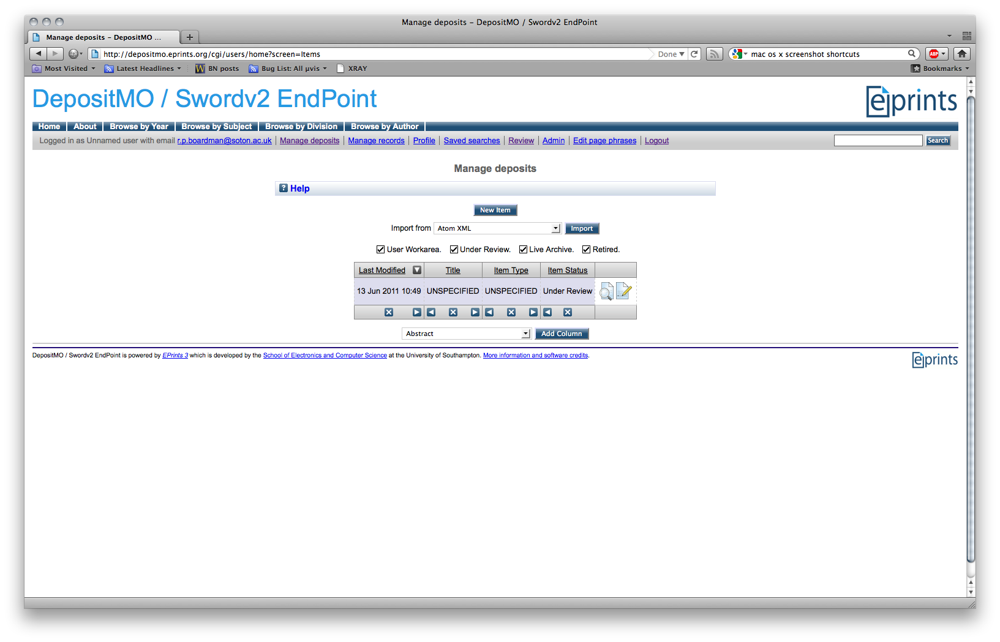 Manage deposits – DepositMO / Swordv2 EndPoint
Manage deposits – DepositMO ...
http://depositmo.eprints.org/cgi/users/home?screen=Items
Done
mac os x screenshot shortcuts
ABP
Most Visited
Latest Headlines
W BN posts
Bug List: All μvis
XRAY
Bookmarks
DepositMO / Swordv2 EndPoint
eprints
Home About Browse by Year Browse by Subject Browse by Division Browse by Author
Logged in as Unnamed user with email r.p.boardman@soton.ac.uk | Manage deposits | Manage records | Profile | Saved searches | Review | Admin | Edit page phrases | Logout
Search
Manage deposits
? Help
New Item
Import from Atom XML Import
User Workarea. Under Review. Live Archive. Retired.
Last Modified Title Item Type Item Status
13 Jun 2011 10:49 UNSPECIFIED UNSPECIFIED Under Review
Abstract Add Column
DepositMO / Swordv2 EndPoint is powered by EPrints 3 which is developed by the School of Electronics and Computer Science at the University of Southampton. More information and software credits.
eprints